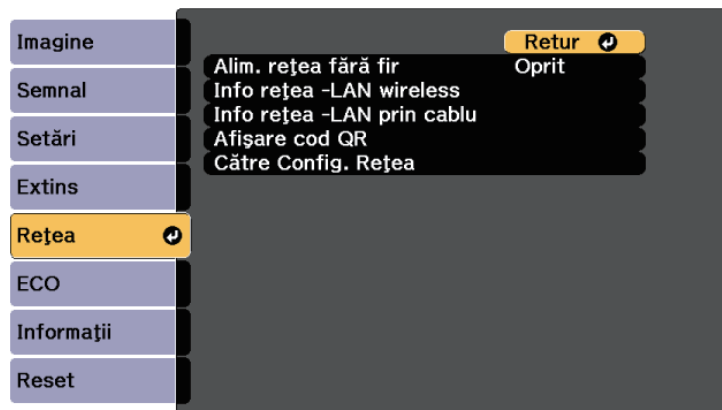 Imagine
Semnal
Setări
Extins
Reţea
ECO
Informaţii
Reset
Retur
Alim. reţea fără fir Oprit
Info reţea -LAN wireless
Info reţea -LAN prin cablu
Afişare cod QR
Către Config. Reţea